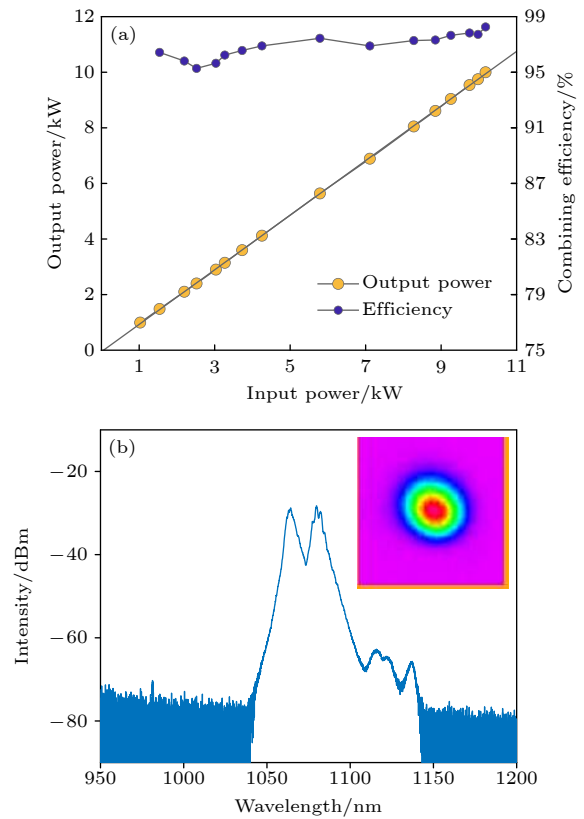 (a)
12
10
8
6
4
2
0
Output power/kW
99
95
91
87
83
79
75
Combining efficiency/%
Output power
Efficiency
1 3 5 7 9 11
Input power/kW
(b)
−20
−40
−60
−80
Intensity/dBm
950 1000 1050 1100 1150 1200
Wavelength/nm